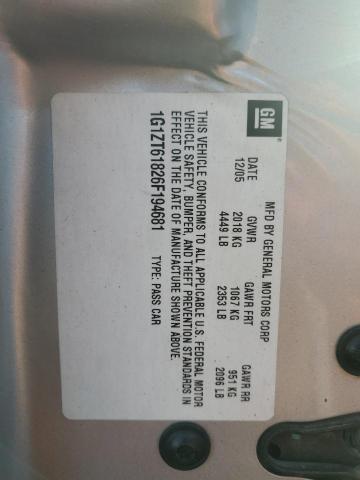 GM
MFD BY GENERAL MOTORS CORP
DATE GVWR GAWR FRT GAWR RR
12/05 2018 KG 1067 KG 951 KG
4449 LB 2353 LB 2096 LB
THIS VEHICLE CONFORMS TO ALL APPLICABLE U.S. FEDERAL MOTOR
VEHICLE SAFETY, BUMPER, AND THEFT PREVENTION STANDARDS IN
EFFECT ON THE DATE OF MANUFACTURE SHOWN ABOVE.
1G1ZT61826F194681 TYPE: PASS CAR